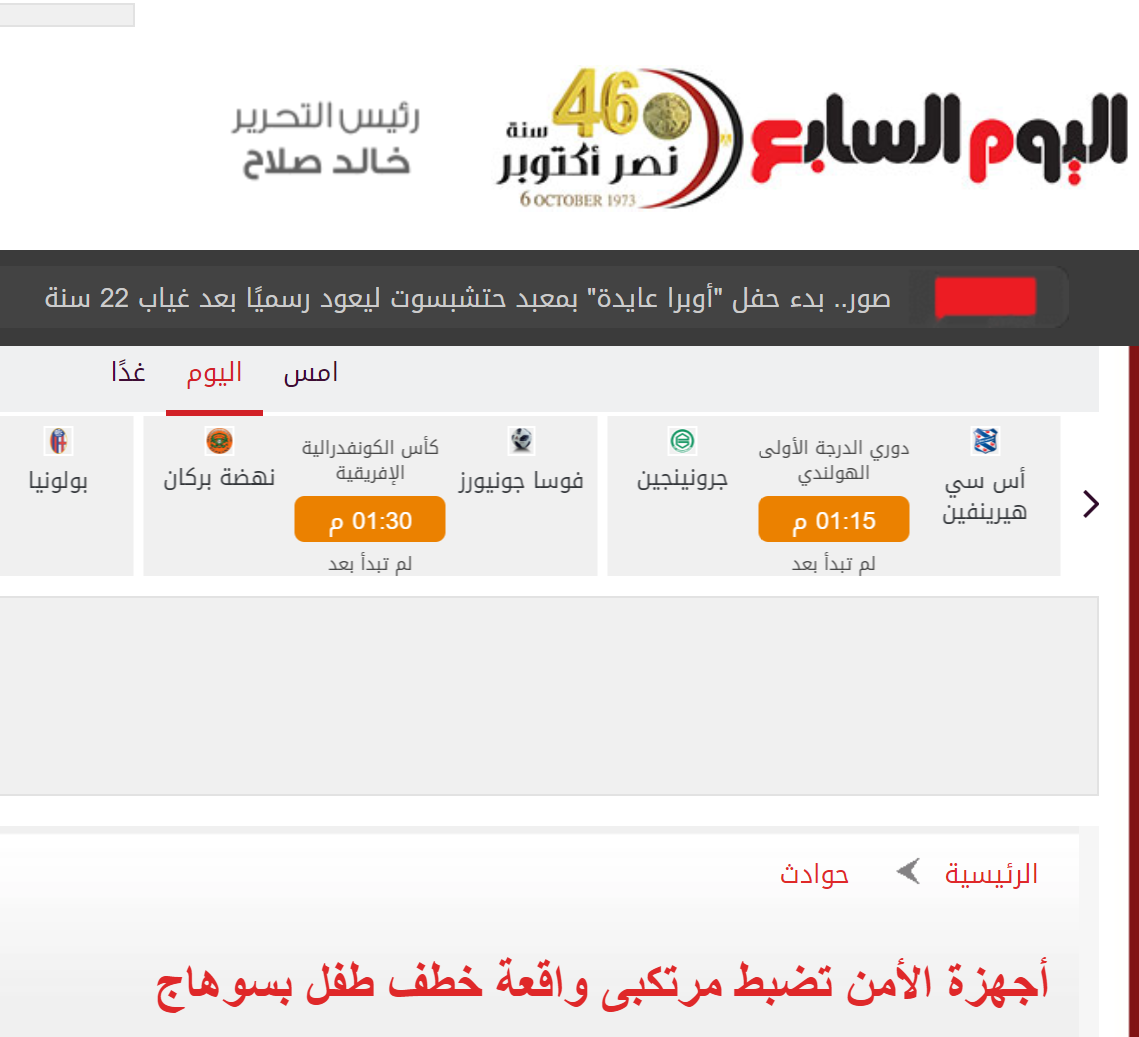 اليوم السابع
46 سنة
نصر أكتوبر
6 OCTOBER 1973
رئيس التحرير
خالد صلاح
صور.. بدء حفل "أوبرا عايدة" بمعبد حتشبسوت ليعود رسميًا بعد غياب 22 سنة
امس اليوم غدًا
أس سي
هيرينفين
دوري الدرجة الأولى
الهولندي
01:15 م
لم تبدأ بعد
جرونينجين
فوسا جونيورز
كأس الكونفدرالية
الإفريقية
01:30 م
لم تبدأ بعد
نهضة بركان
بولونيا
الرئيسية حوادث
أجهزة الأمن تضبط مرتكبى واقعة خطف طفل بسوهاج